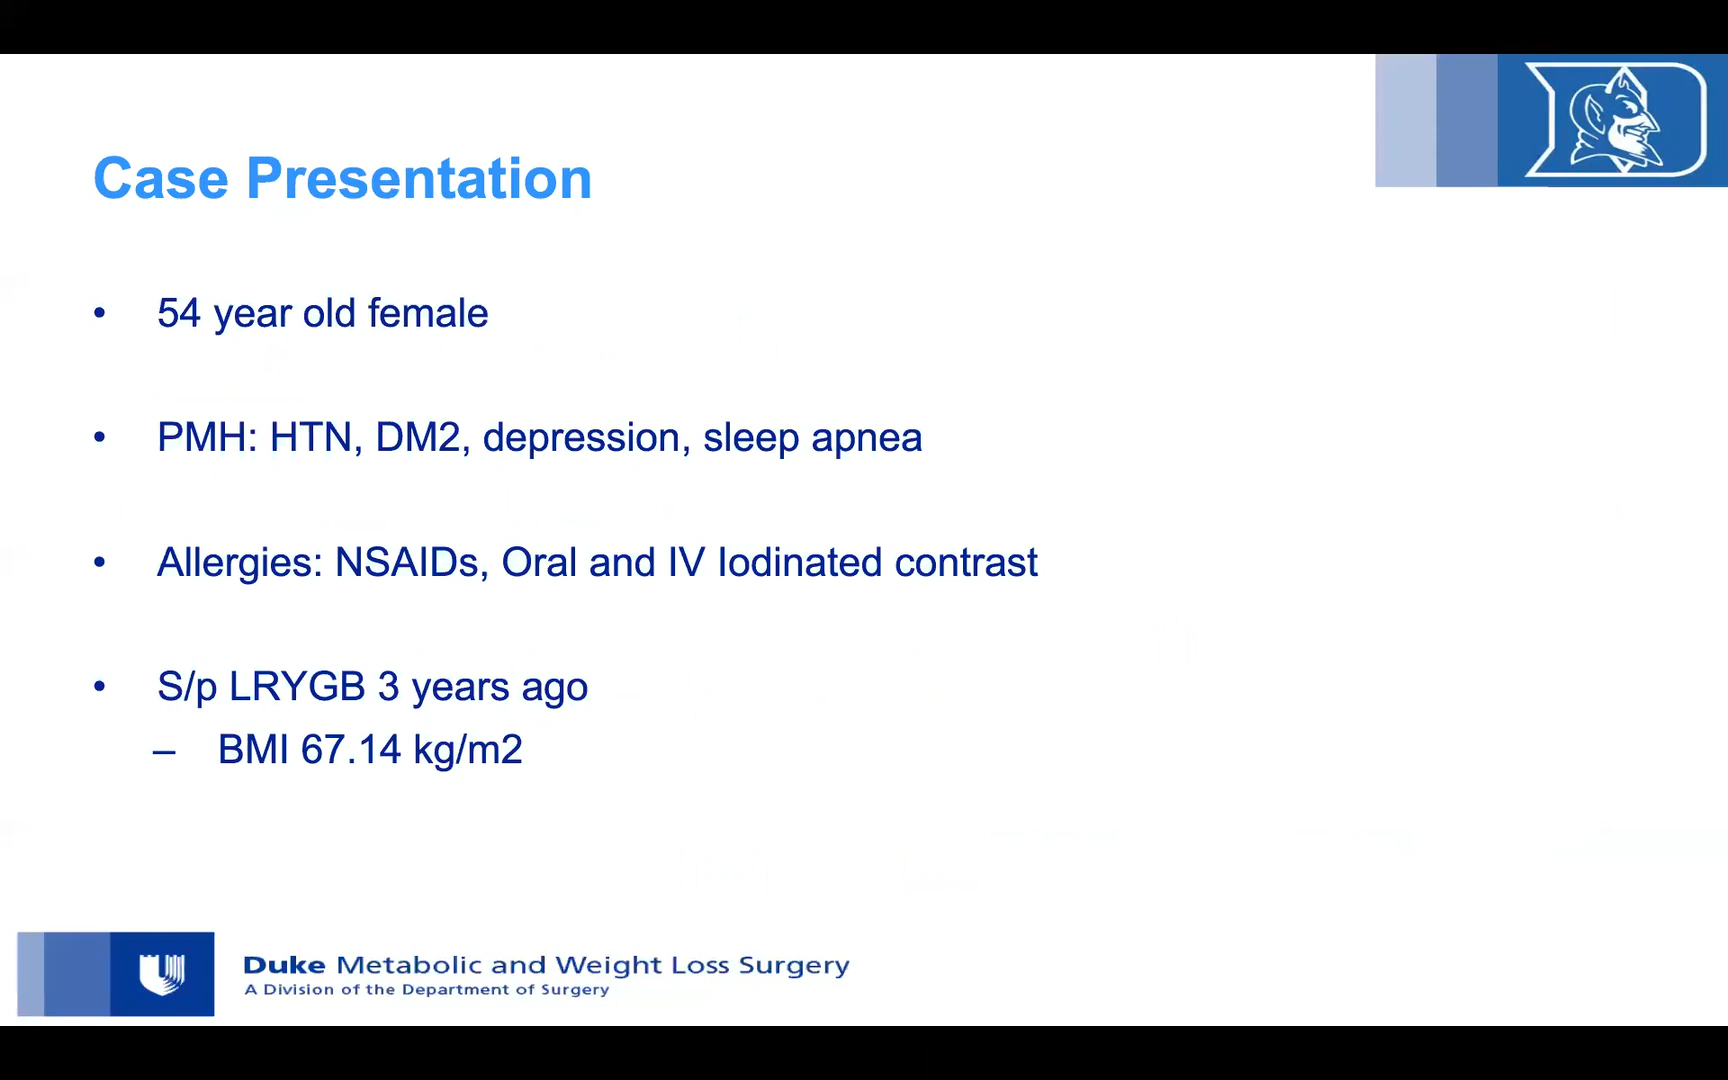 Case Presentation
• 54 year old female
• PMH: HTN, DM2, depression, sleep apnea
• Allergies: NSAIDs, Oral and IV Iodinated contrast
• S/p LRYGB 3 years ago
– BMI 67.14 kg/m2
Duke Metabolic and Weight Loss Surgery
A Division of the Department of Surgery